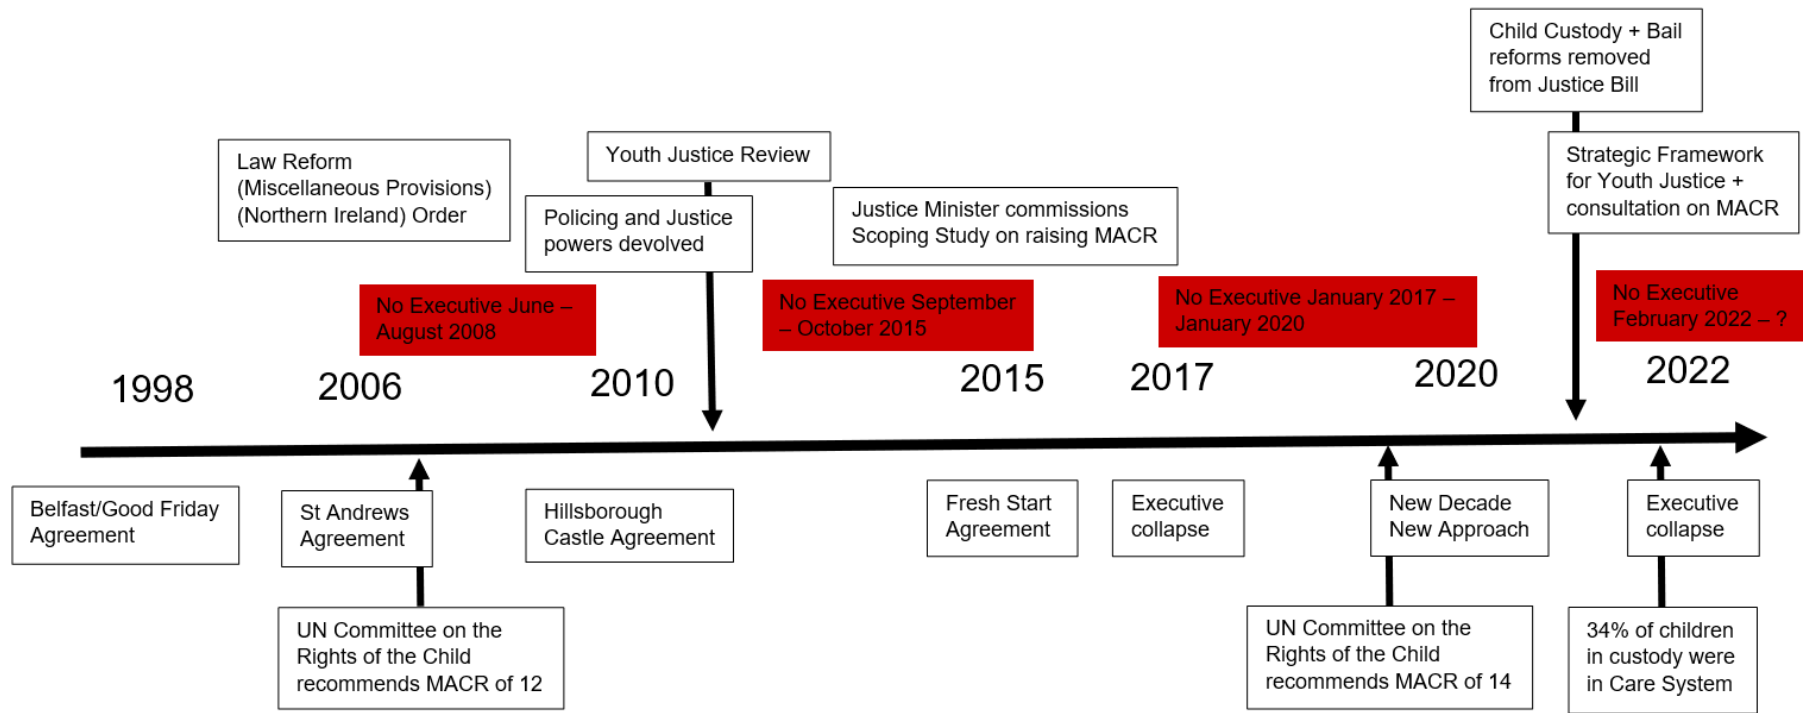 Child Custody + Bail
reforms removed
from Justice Bill
Law Reform
(Miscellaneous Provisions)
(Northern Ireland) Order
Youth Justice Review
Policing and Justice
powers devolved
Justice Minister commissions
Scoping Study on raising MACR
Strategic Framework
for Youth Justice +
consultation on MACR
No Executive June –
August 2008
No Executive September
– October 2015
No Executive January 2017 –
January 2020
No Executive
February 2022 – ?
1998
2006
2010
2015
2017
2020
2022
Belfast/Good Friday
Agreement
St Andrews
Agreement
Hillsborough
Castle Agreement
Fresh Start
Agreement
Executive
collapse
New Decade
New Approach
Executive
collapse
UN Committee on the
Rights of the Child
recommends MACR of 12
UN Committee on the
Rights of the Child
recommends MACR of 14
34% of children
in custody were
in Care System